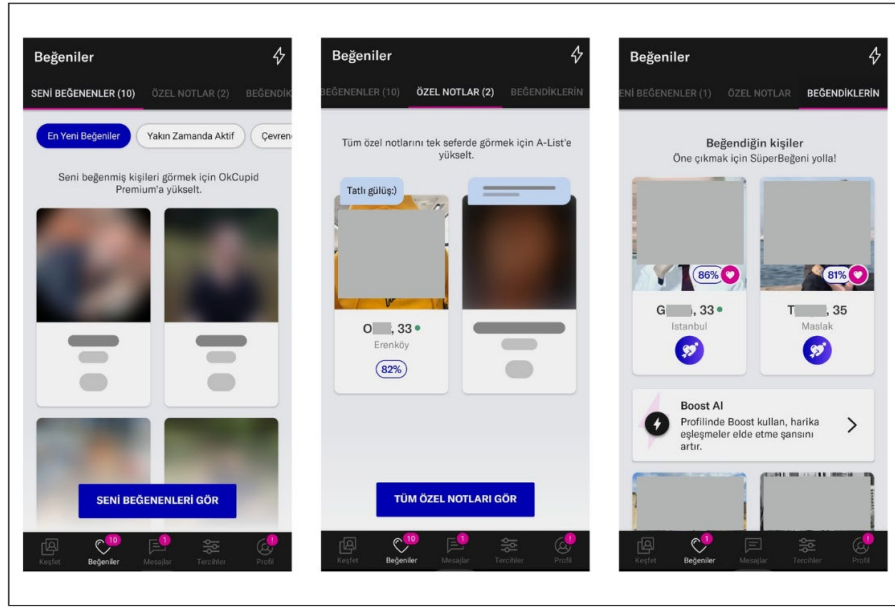 Beğeniler
SENİ BEĞENENLER (10) ÖZEL NOTLAR (2) BEĞENDİK
En Yeni Beğeniler Yakın Zamanda Aktif Çevren
Seni beğenmiş kişileri görmek için OkCupid
Premium'a yükselt.
SENİ BEĞENENLERİ GÖR
10 1 !
Keşfet Beğeniler Mesajlar Tercihler Profil
Beğeniler
BEĞENENLER (10) ÖZEL NOTLAR (2) BEĞENDİKLERİN
Tüm özel notlarını tek seferde görmek için A-List'e
yükselt.
Tatlı gülüş:)
O , 33
Erenköy
82%
TÜM ÖZEL NOTLARI GÖR
10 1 !
Keşfet Beğeniler Mesajlar Tercihler Profil
Beğeniler
ENİ BEĞENENLER (1) ÖZEL NOTLAR BEĞENDİKLERİN
Beğendiğin kişiler
Öne çıkmak için SüperBeğeni yolla!
86% 81%
G , 33 T , 35
Istanbul Maslak
Boost AI
Profilinde Boost kullan, harika
eşleşmeler elde etme şansını
artır.
1 !
Keşfet Beğeniler Mesajlar Tercihler Profil